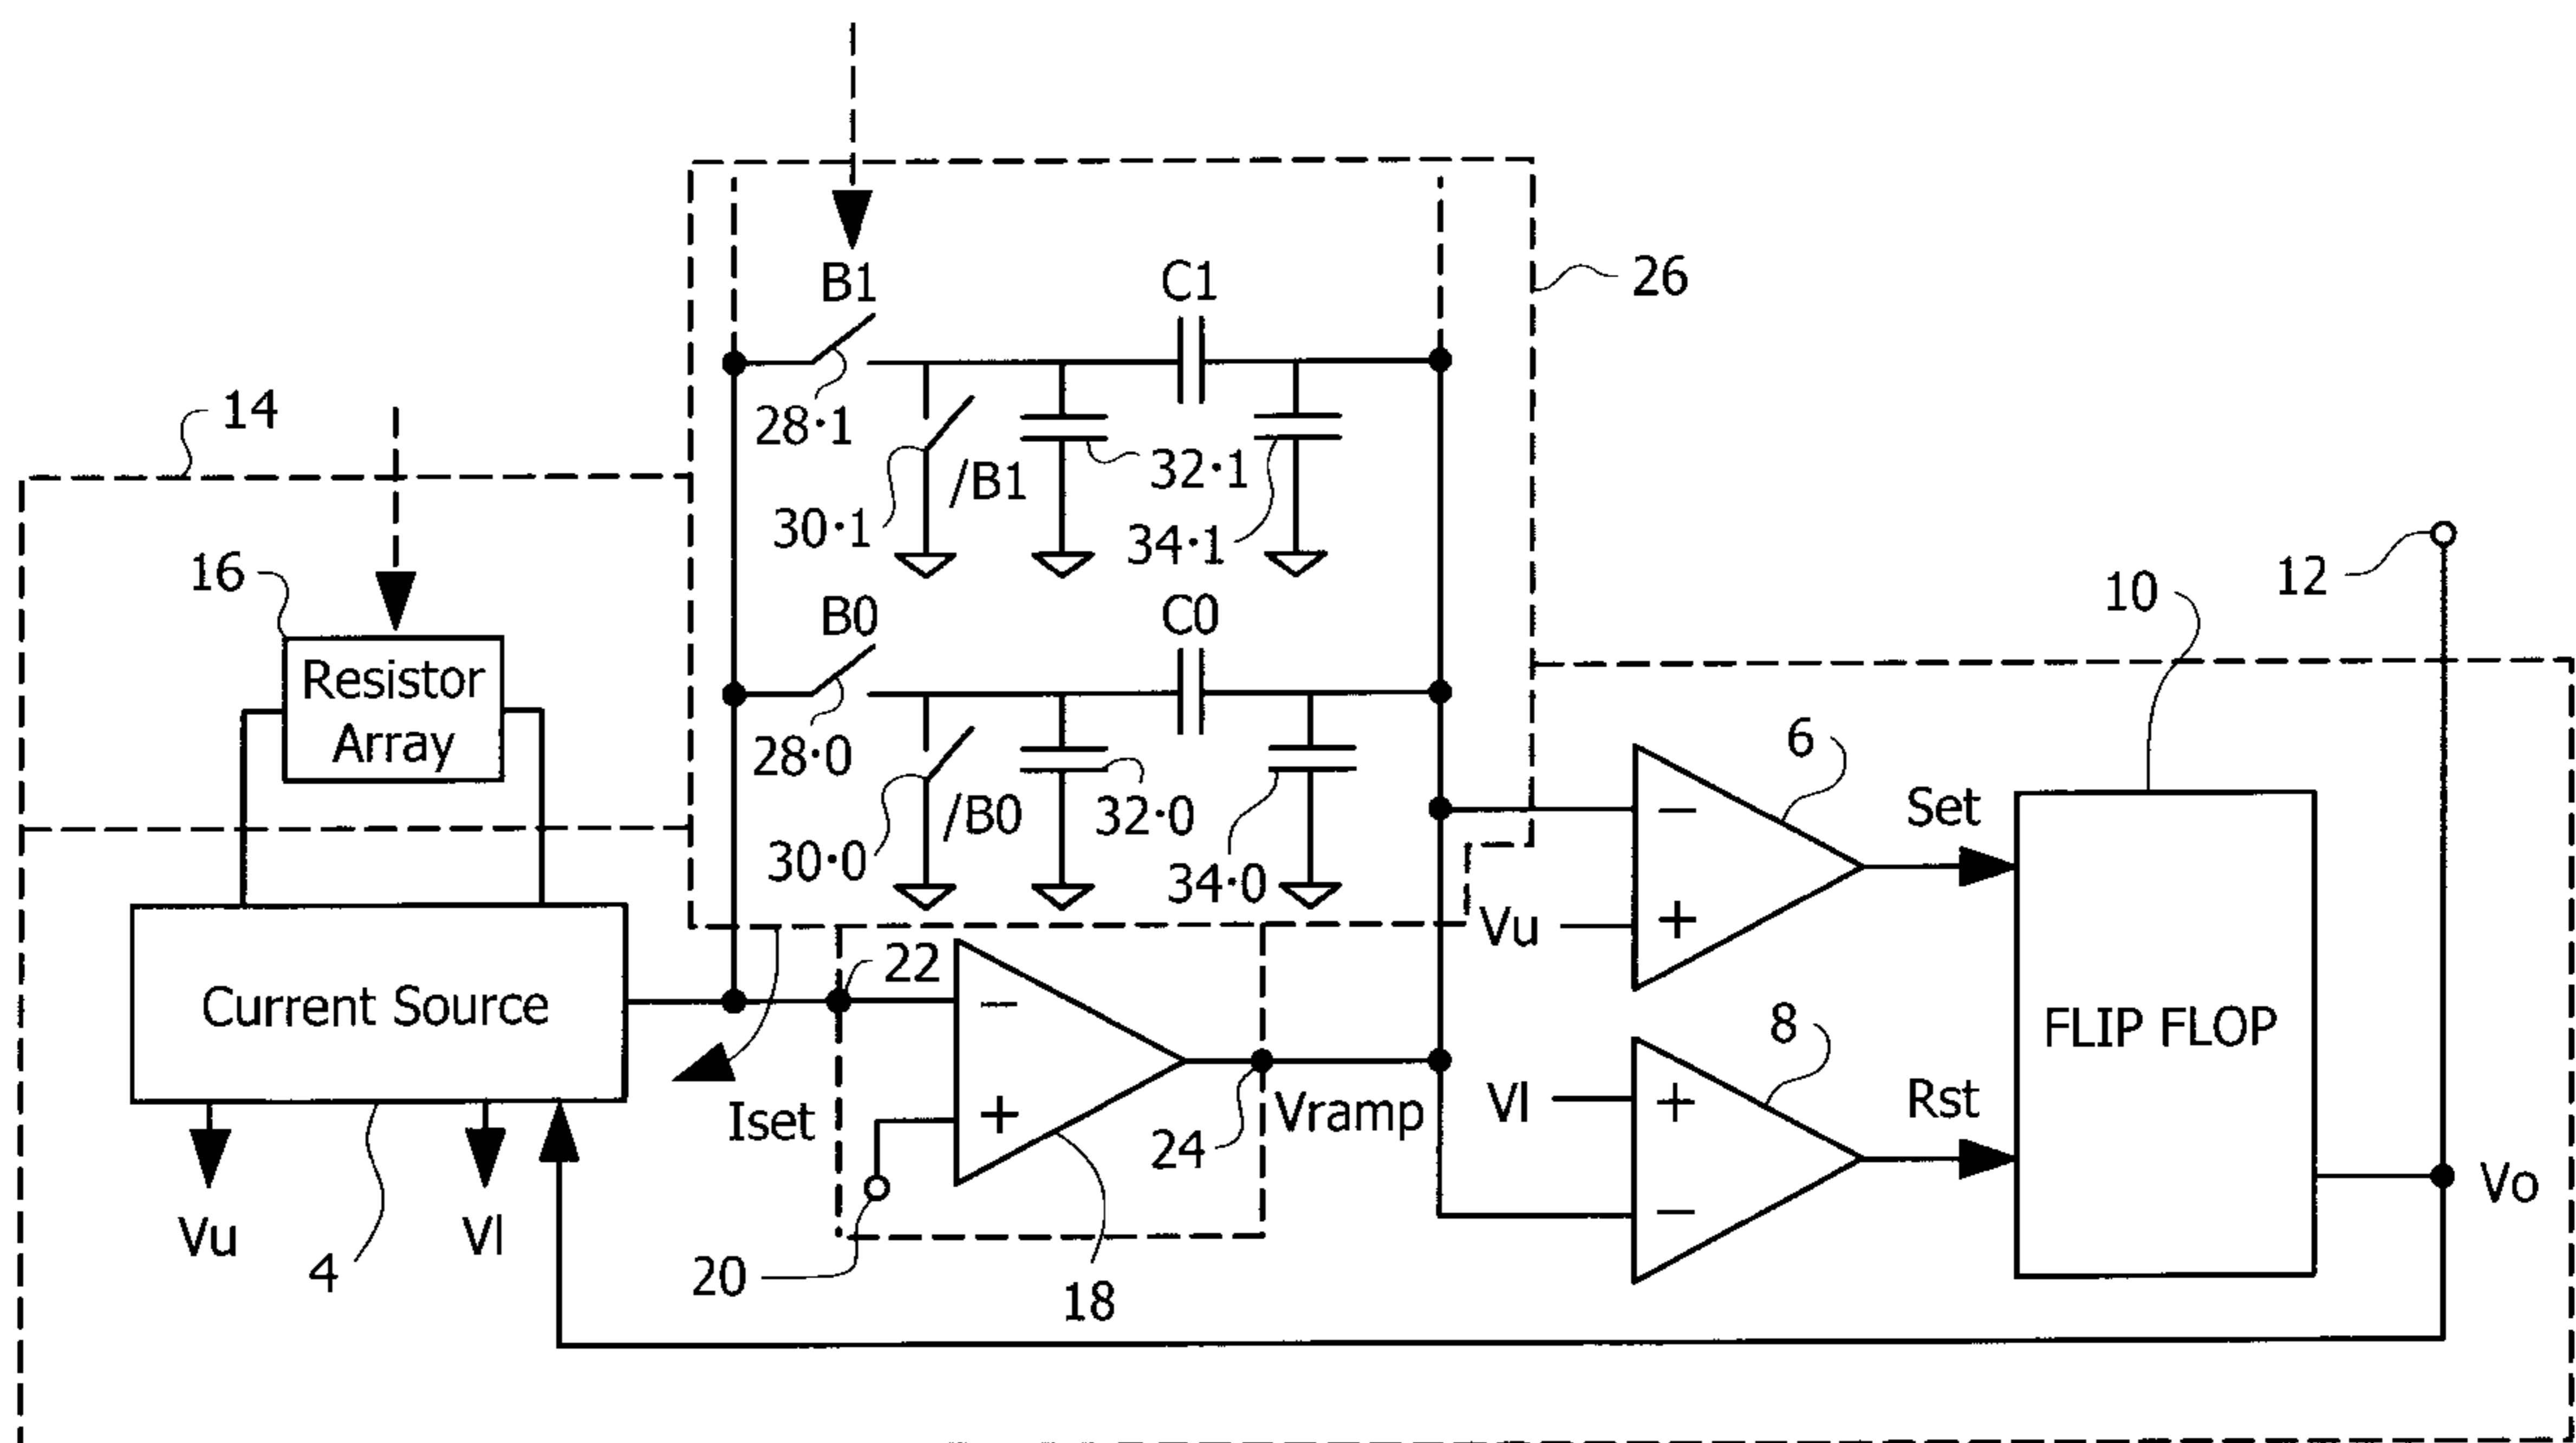 B1
C1
26
28·1
14
32·1
/B1
30·1
34·1
16
12
10
B0
C0
Resistor
Array
6
28·0
32·0
/B0
30·0
34·0
Set
Vu
22
Current Source
8
FLIP FLOP
Iset
Vl
Rst
24
Vramp
Vo
Vu
Vl
4
20
18
−
+
−
+
+
−